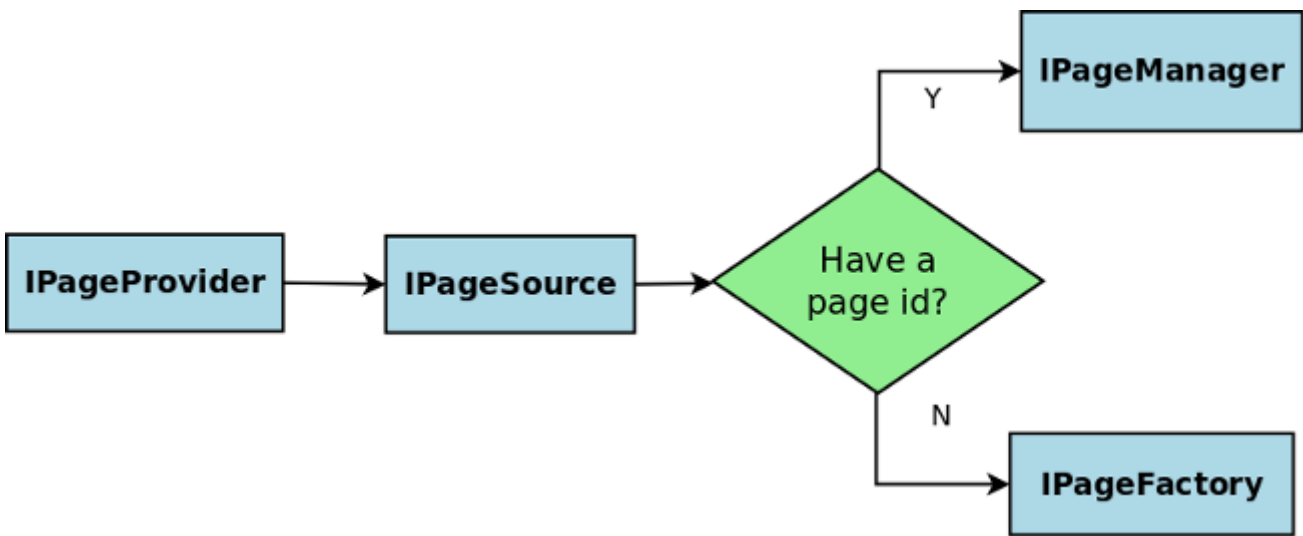 IPageManager
Y
IPageProvider
IPageSource
Have a
page id?
N
IPageFactory